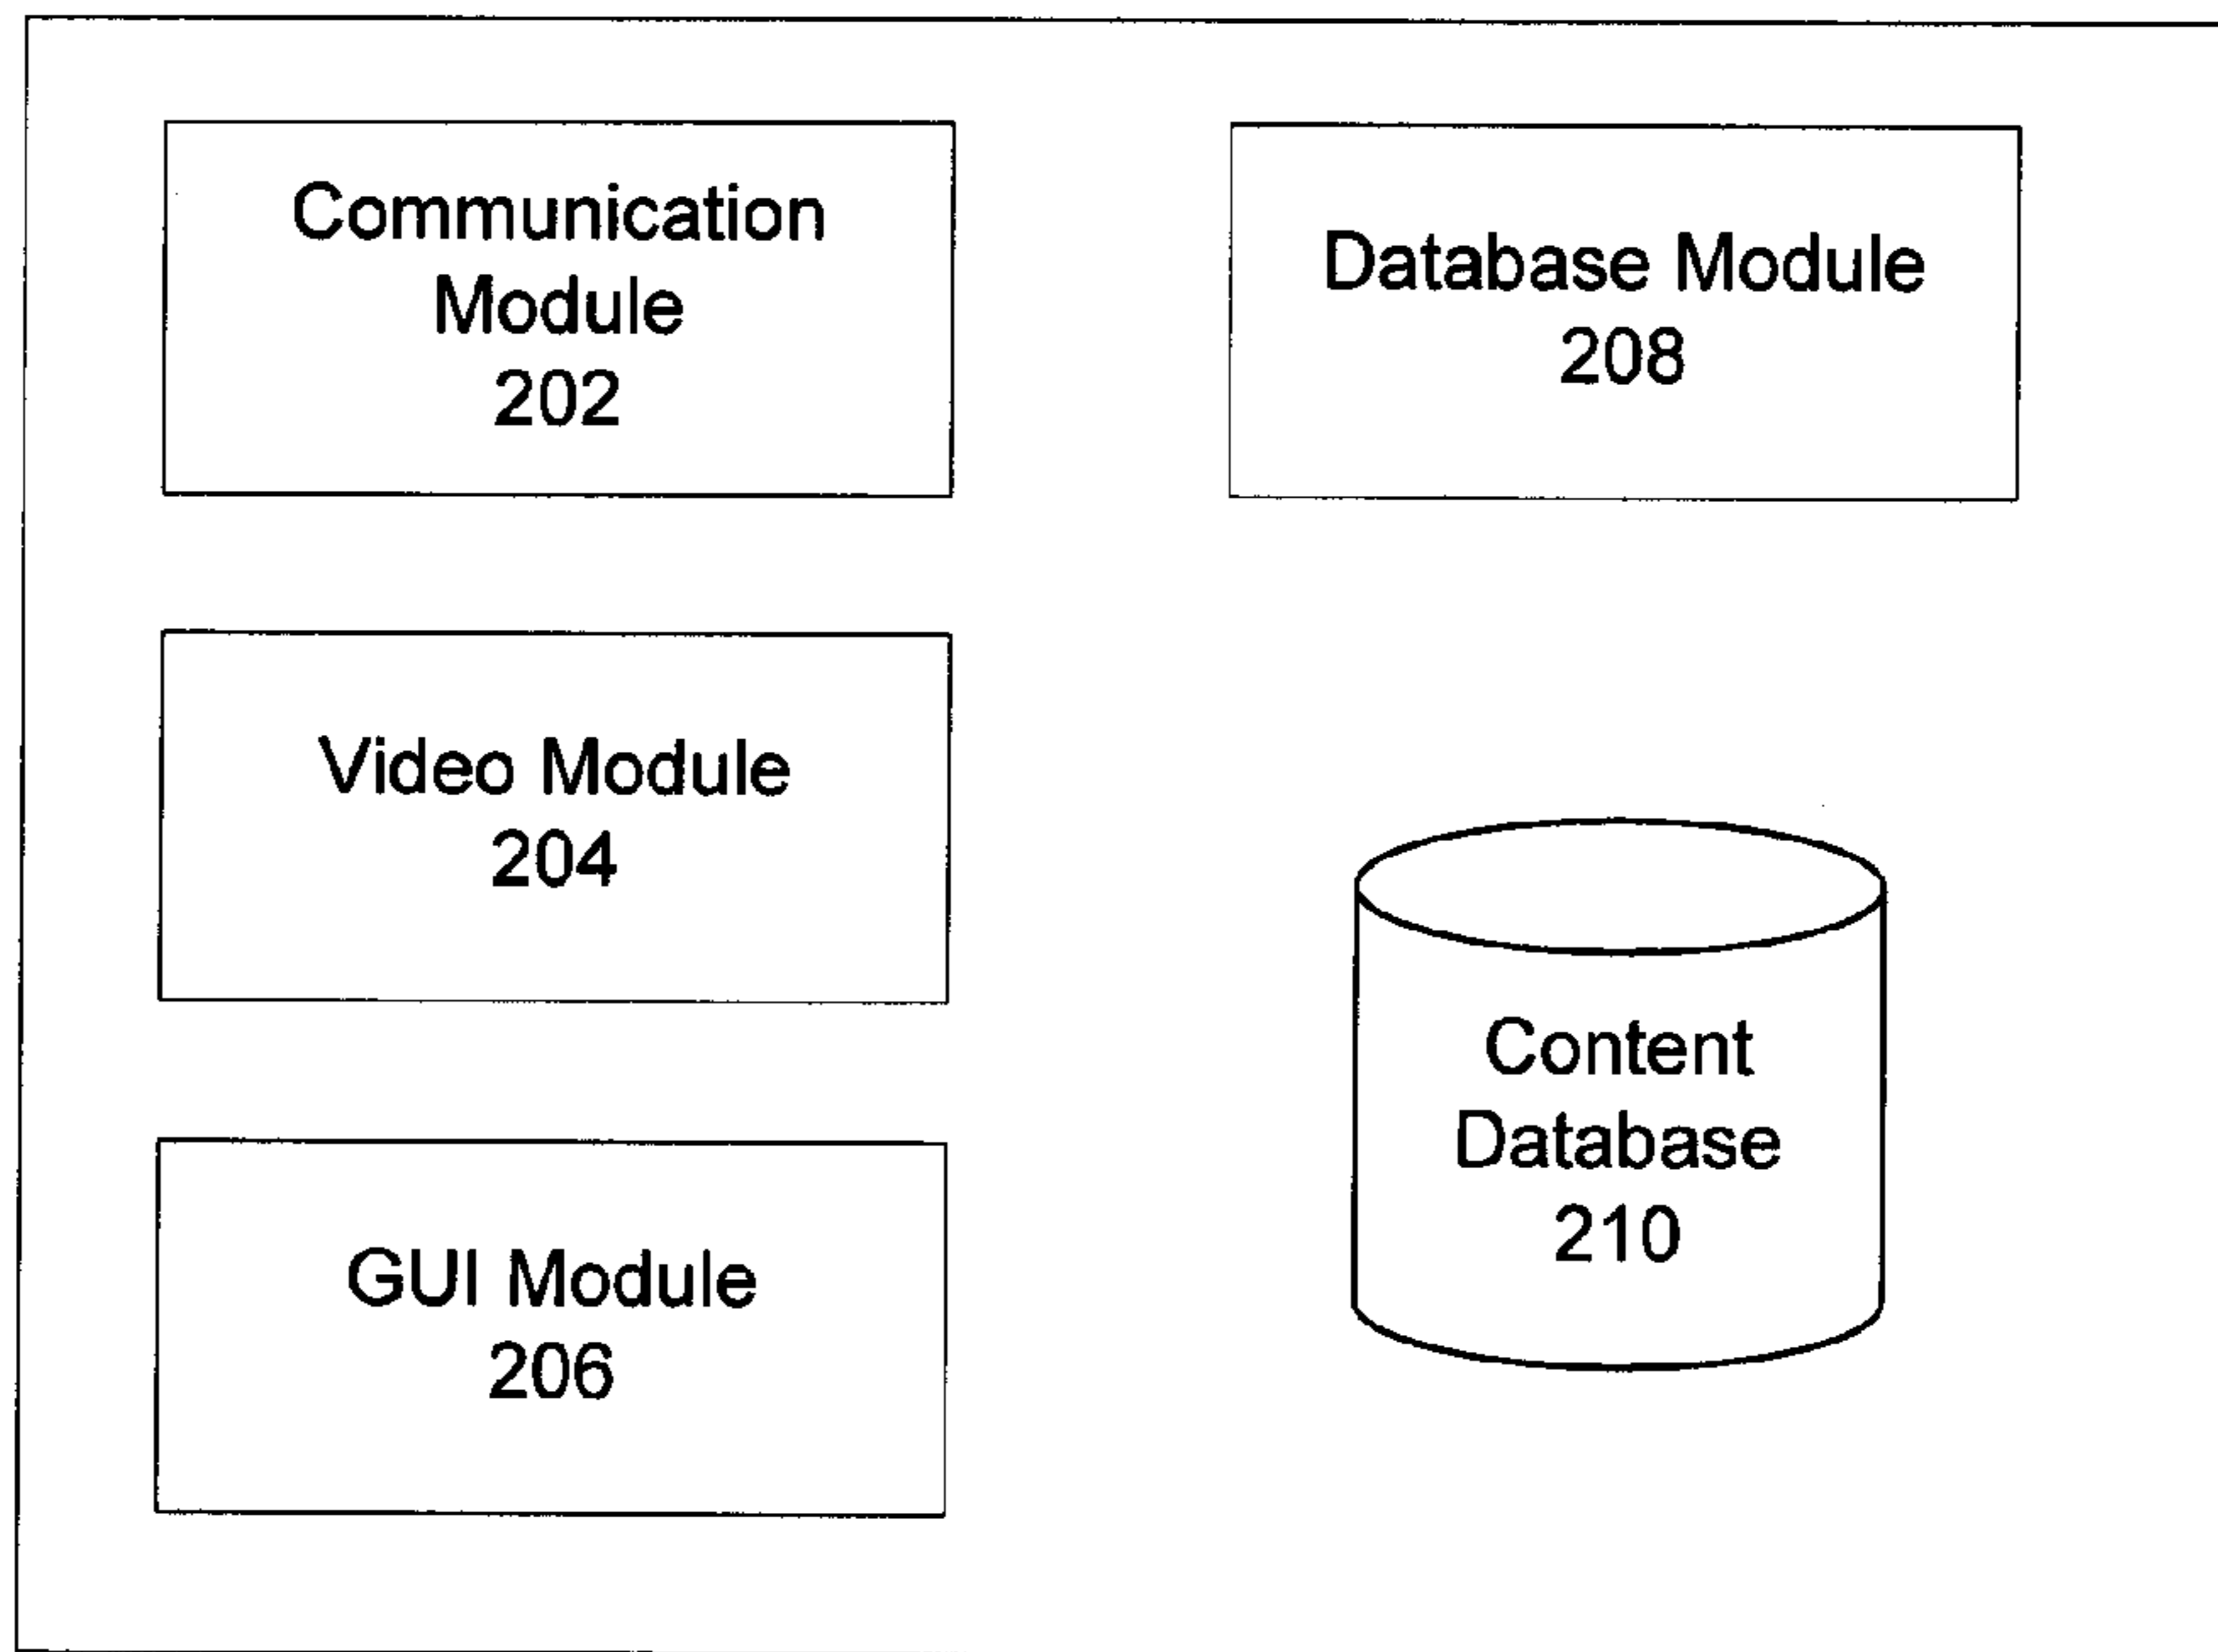 Communication
Module
202
Database Module
208
Video Module
204
Content
Database
210
GUI Module
206